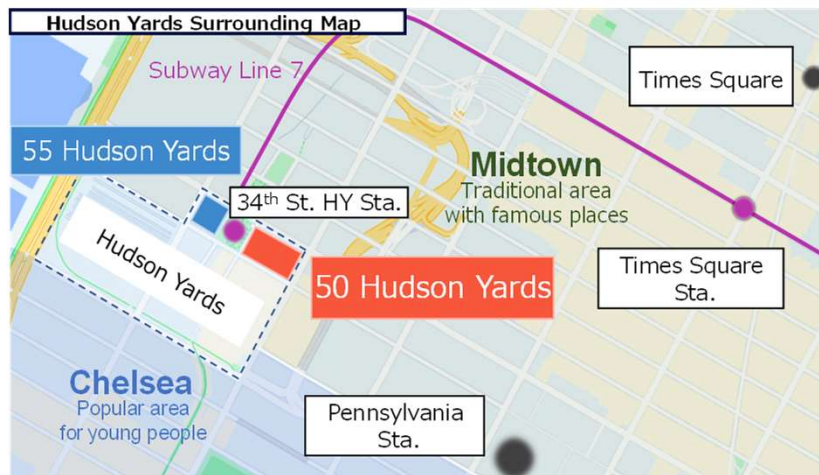 Hudson Yards Surrounding Map
Subway Line 7
Times Square
55 Hudson Yards
Midtown
Traditional area
with famous places
34th St. HY Sta.
Hudson Yards
50 Hudson Yards
Times Square
Sta.
Chelsea
Popular area
for young people
Pennsylvania
Sta.